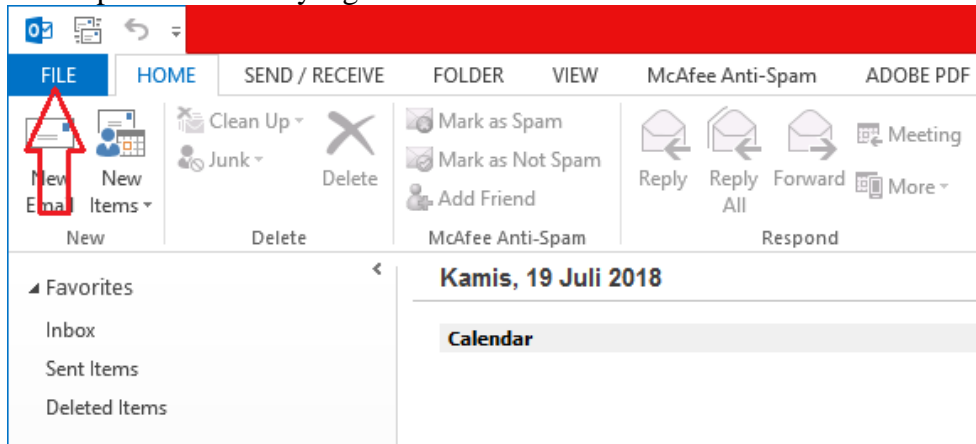 FILE HOME SEND / RECEIVE FOLDER VIEW McAfee Anti-Spam ADOBE PDF
New Email
New Items
Clean Up
Junk
Delete
Mark as Spam
Mark as Not Spam
Add Friend
Reply
Reply All
Forward
Meeting
More
New Delete McAfee Anti-Spam Respond
Favorites
Inbox
Sent Items
Deleted Items
Kamis, 19 Juli 2018
Calendar